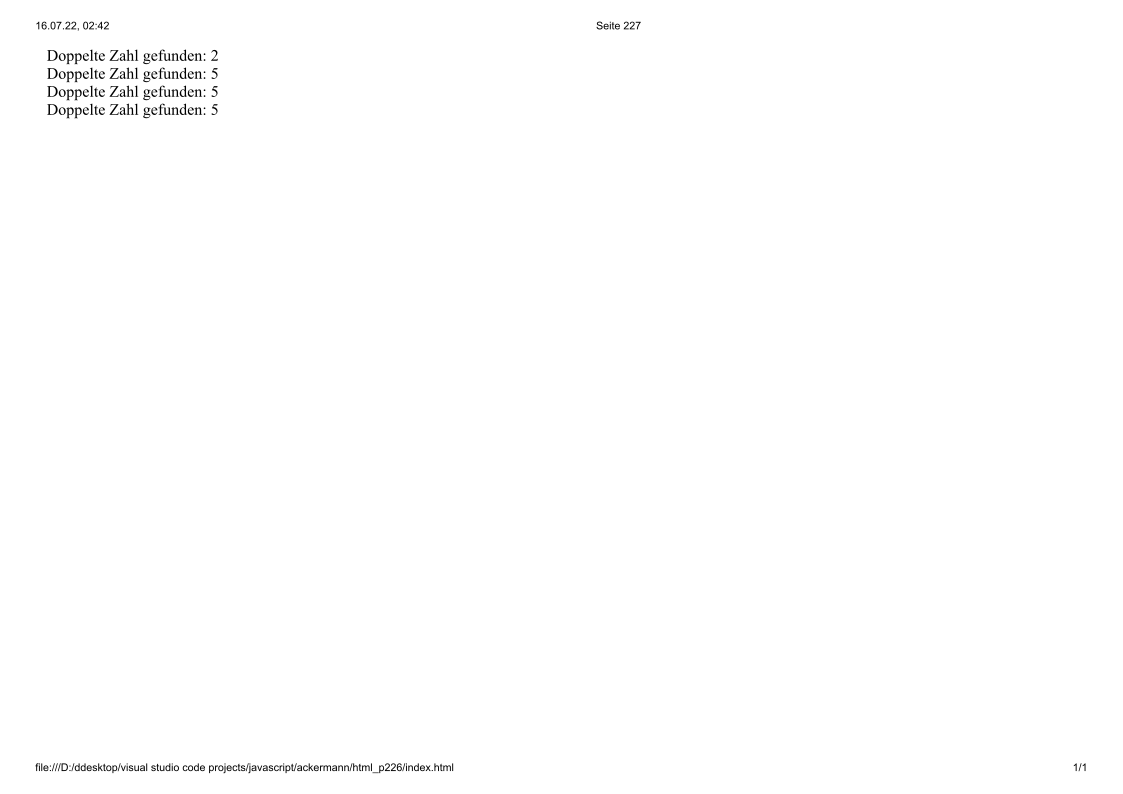 16.07.22, 02:42
Seite 227
Doppelte Zahl gefunden: 2
Doppelte Zahl gefunden: 5
Doppelte Zahl gefunden: 5
Doppelte Zahl gefunden: 5
file:///D:/ddesktop/visual studio code projects/javascript/ackermann/html_p226/index.html
1/1